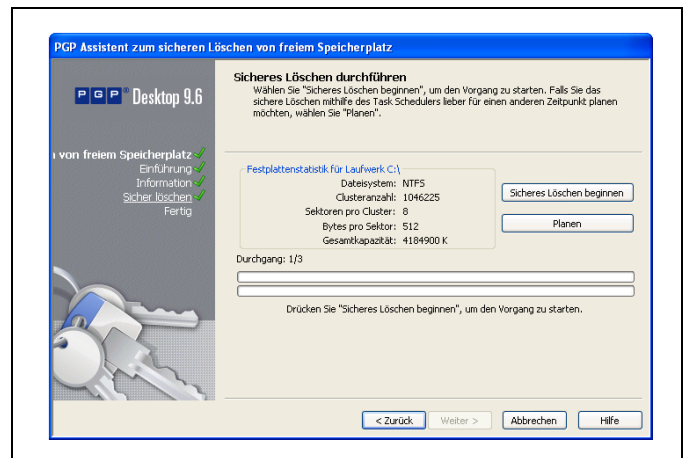 PGP Assistent zum sicheren Löschen von freiem Speicherplatz
PGP® Desktop 9.6
von freiem Speicherplatz
Einführung
Information
Sicher löschen
Fertig
Sicheres Löschen durchführen
Wählen Sie "Sicheres Löschen beginnen", um den Vorgang zu starten. Falls Sie das
sichere Löschen mithilfe des Task Schedulers lieber für einen anderen Zeitpunkt planen
möchten, wählen Sie "Planen".
Festplattenstatistik für Laufwerk C:\
Dateisystem: NTFS
Clusteranzahl: 1046225
Sektoren pro Cluster: 8
Bytes pro Sektor: 512
Gesamtkapazität: 4184900 K
Sicheres Löschen beginnen
Planen
Durchgang: 1/3
Drücken Sie "Sicheres Löschen beginnen", um den Vorgang zu starten.
< Zurück
Weiter >
Abbrechen
Hilfe